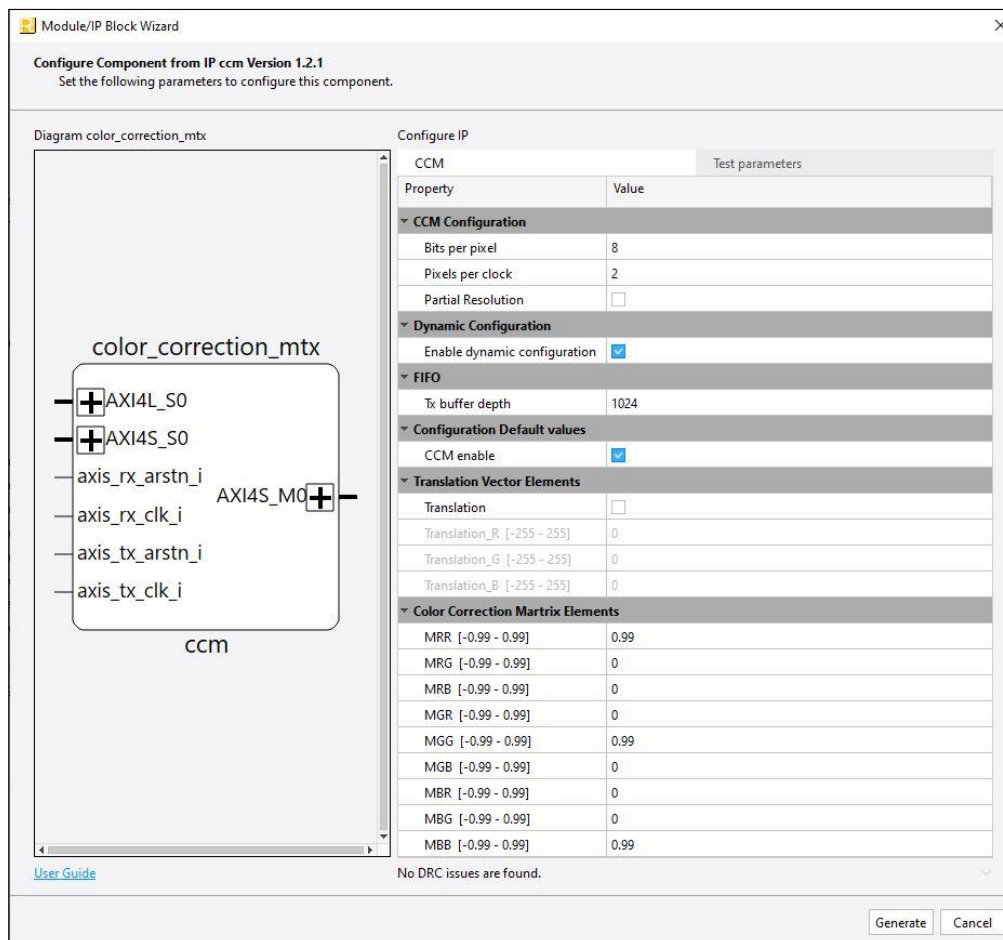 Module/IP Block Wizard
Configure Component from IP ccm Version 1.2.1
Set the following parameters to configure this component.
Diagram color_correction_mtx
color_correction_mtx
AXI4L_S0
AXI4S_S0
axis_rx_arstn_i
AXI4S_M0
axis_rx_clk_i
axis_tx_arstn_i
axis_tx_clk_i
ccm
User Guide
Configure IP
CCM Test parameters
Property Value
CCM Configuration
Bits per pixel 8
Pixels per clock 2
Partial Resolution
Dynamic Configuration
Enable dynamic configuration
FIFO
Tx buffer depth 1024
Configuration Default values
CCM enable
Translation Vector Elements
Translation
Translation_R [-255 - 255] 0
Translation_G [-255 - 255] 0
Translation_B [-255 - 255] 0
Color Correction Martrix Elements
MRR [-0.99 - 0.99] 0.99
MRG [-0.99 - 0.99] 0
MRB [-0.99 - 0.99] 0
MGR [-0.99 - 0.99] 0
MGG [-0.99 - 0.99] 0.99
MGB [-0.99 - 0.99] 0
MBR [-0.99 - 0.99] 0
MBG [-0.99 - 0.99] 0
MBB [-0.99 - 0.99] 0.99
No DRC issues are found.
Generate Cancel